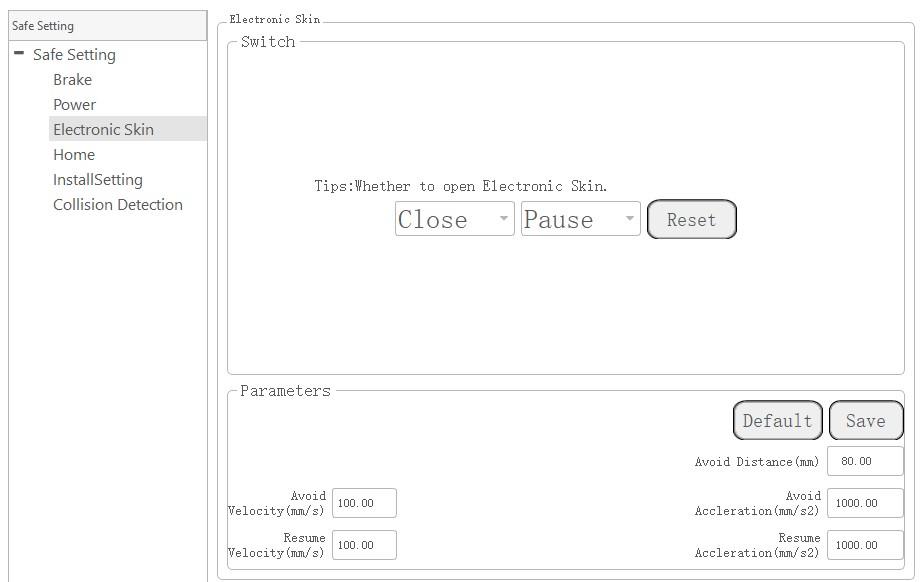 Safe Setting
Safe Setting
Brake
Power
Electronic Skin
Home
InstallSetting
Collision Detection
Electronic Skin
Switch
Tips:Whether to open Electronic Skin.
Close Pause Reset
Parameters
Default Save
Avoid Distance(mm) 80.00
Avoid
Velocity(mm/s) 100.00
Avoid
Accleration(mm/s2) 1000.00
Resume
Velocity(mm/s) 100.00
Resume
Accleration(mm/s2) 1000.00